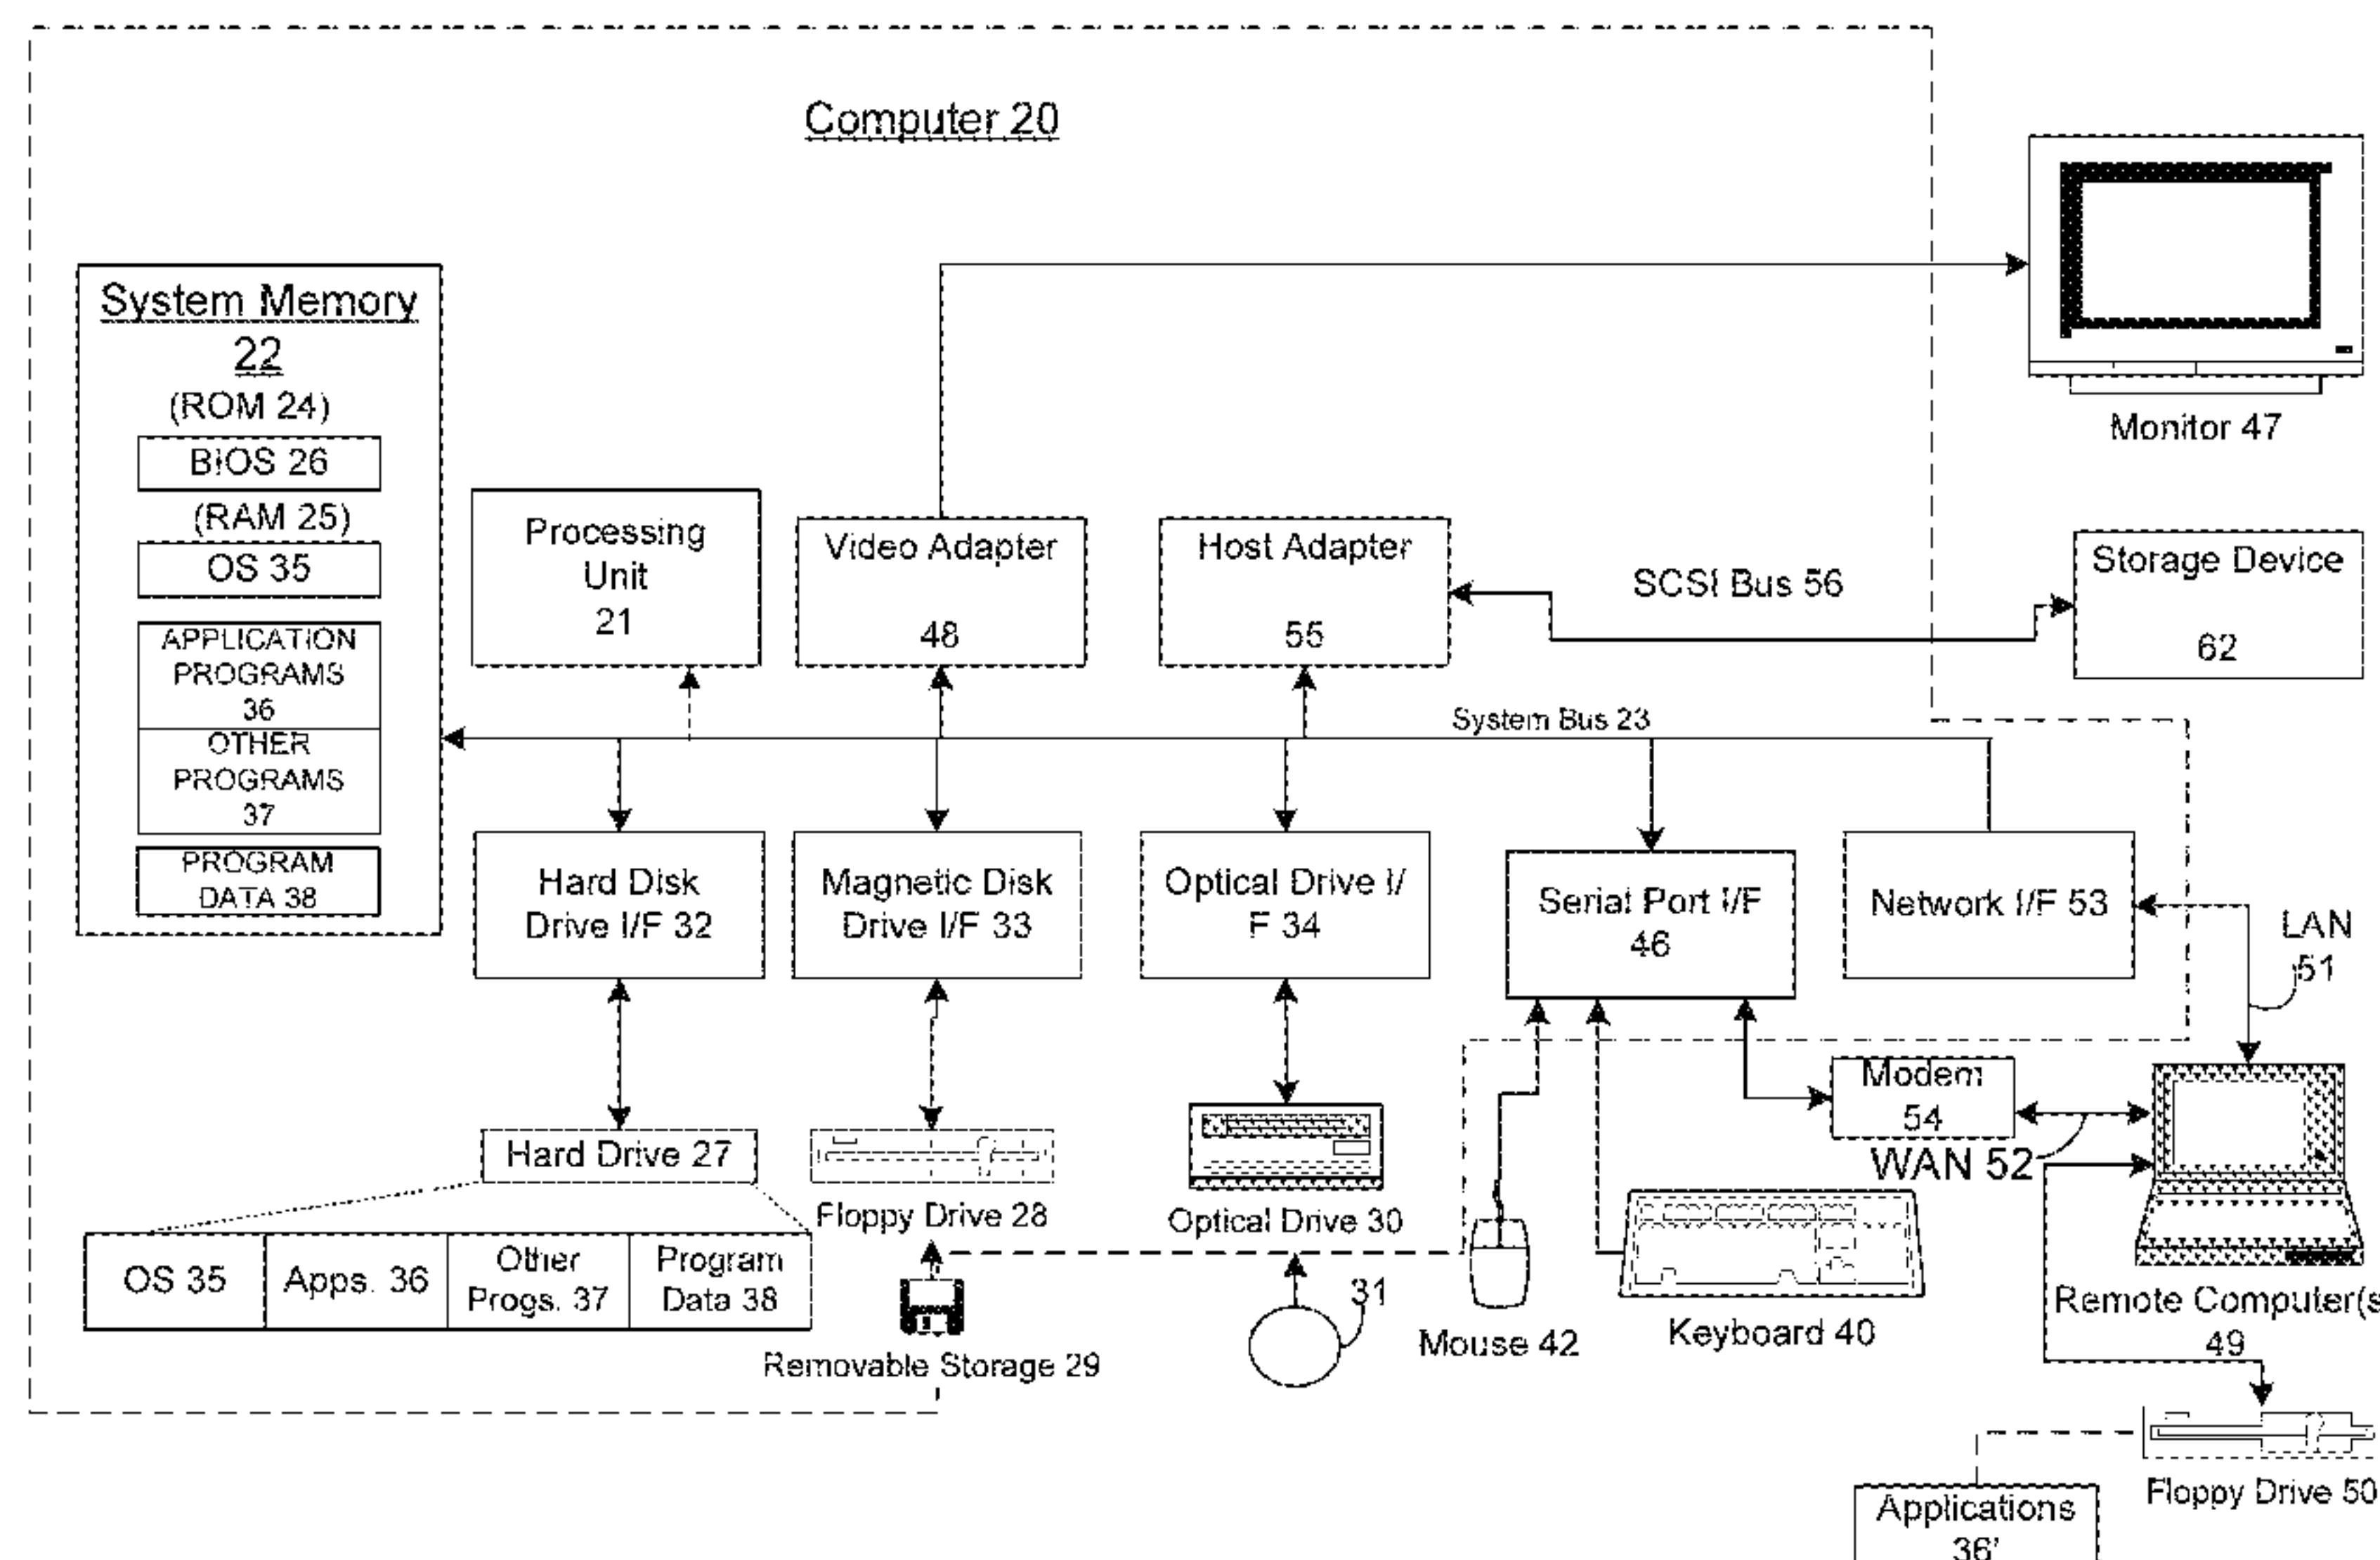 Computer 20
System Memory
22
(ROM 24)
BIOS 26
(RAM 25)
OS 35
APPLICATION
PROGRAMS
36
OTHER
PROGRAMS
37
PROGRAM
DATA 38
Processing
Unit
21
Video Adapter
48
Host Adapter
55
SCSI Bus 56
Monitor 47
Storage Device
62
System Bus 23
Hard Disk
Drive I/F 32
Magnetic Disk
Drive I/F 33
Optical Drive I/
F 34
Serial Port I/F
46
Network I/F 53
LAN
51
Modem
54
WAN 52
Hard Drive 27
Floppy Drive 28
Optical Drive 30
OS 35
Apps. 36
Other
Progs. 37
Program
Data 38
Removable Storage 29
31
Mouse 42
Keyboard 40
Remote Computer(s
49
Floppy Drive 50
Applications
36'